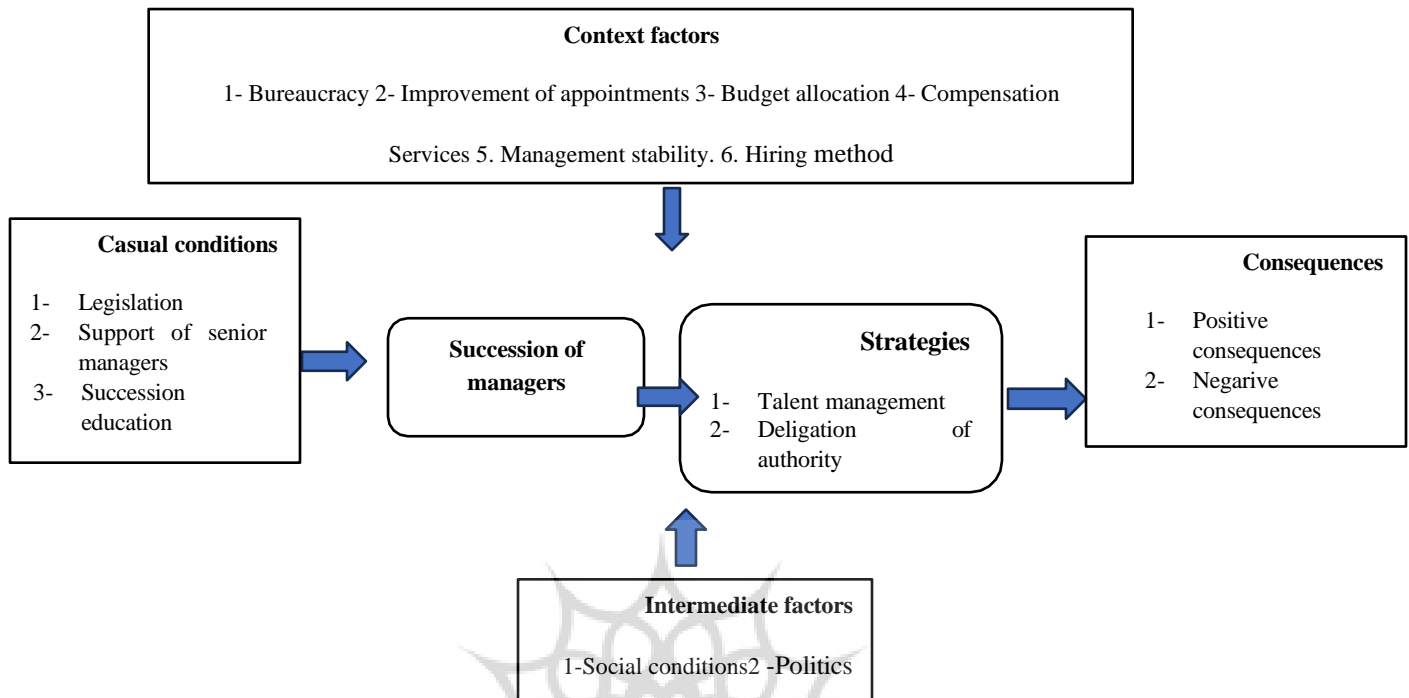 Context factors
1- Bureaucracy 2- Improvement of appointments 3- Budget allocation 4- Compensation
Services 5. Management stability. 6. Hiring method
Casual conditions
1- Legislation
2- Support of senior
managers
3- Succession
education
Succession of
managers
Strategies
1- Talent management
2- Deligation of
authority
Consequences
1- Positive
consequences
2- Negarive
consequences
Intermediate factors
1-Social conditions2 -Politics